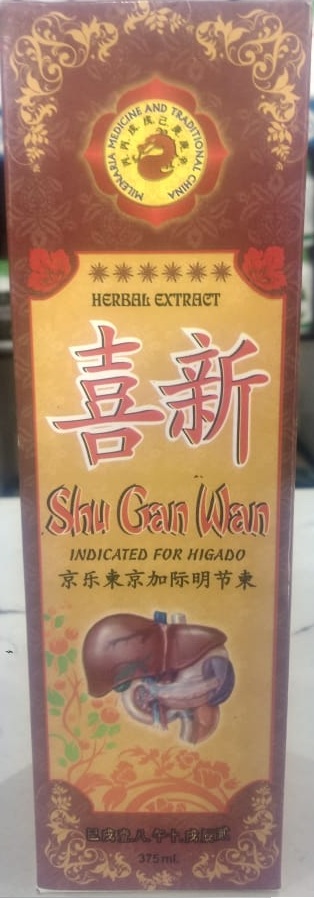 MILENARIA MEDICINE AND TRADITIONAL CHINA
HERBAL EXTRACT
喜新
Shu Gan Wan
INDICATED FOR HIGADO
京乐東京加际明节東
375 ml.